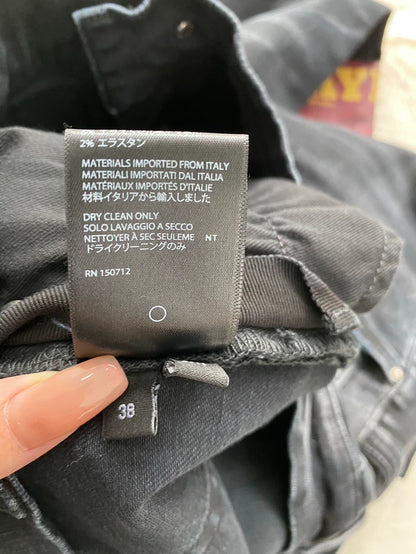 2% エラスタン
MATERIALS IMPORTED FROM ITALY
MATERIALI IMPORTATI DAL ITALIA
MATÉRIAUX IMPORTÉS D'ITALIE
材料イタリアから輸入しました
DRY CLEAN ONLY
SOLO LAVAGGIO A SECCO
NETTOYER À SEC SEULEME NT
ドライクリーニングのみ
RN 150712
38